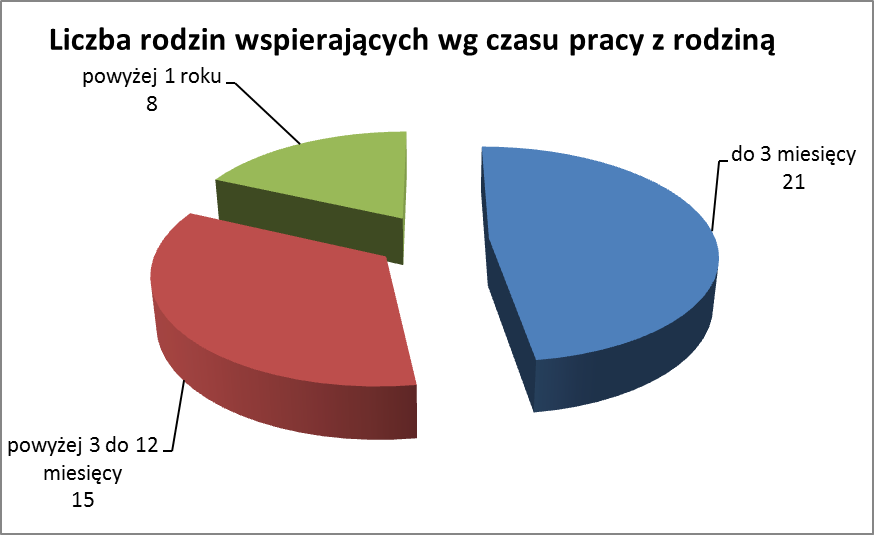 Liczba rodzin wspierających wg czasu pracy z rodziną
powyżej 1 roku
8
do 3 miesięcy
21
powyżej 3 do 12
miesięcy
15